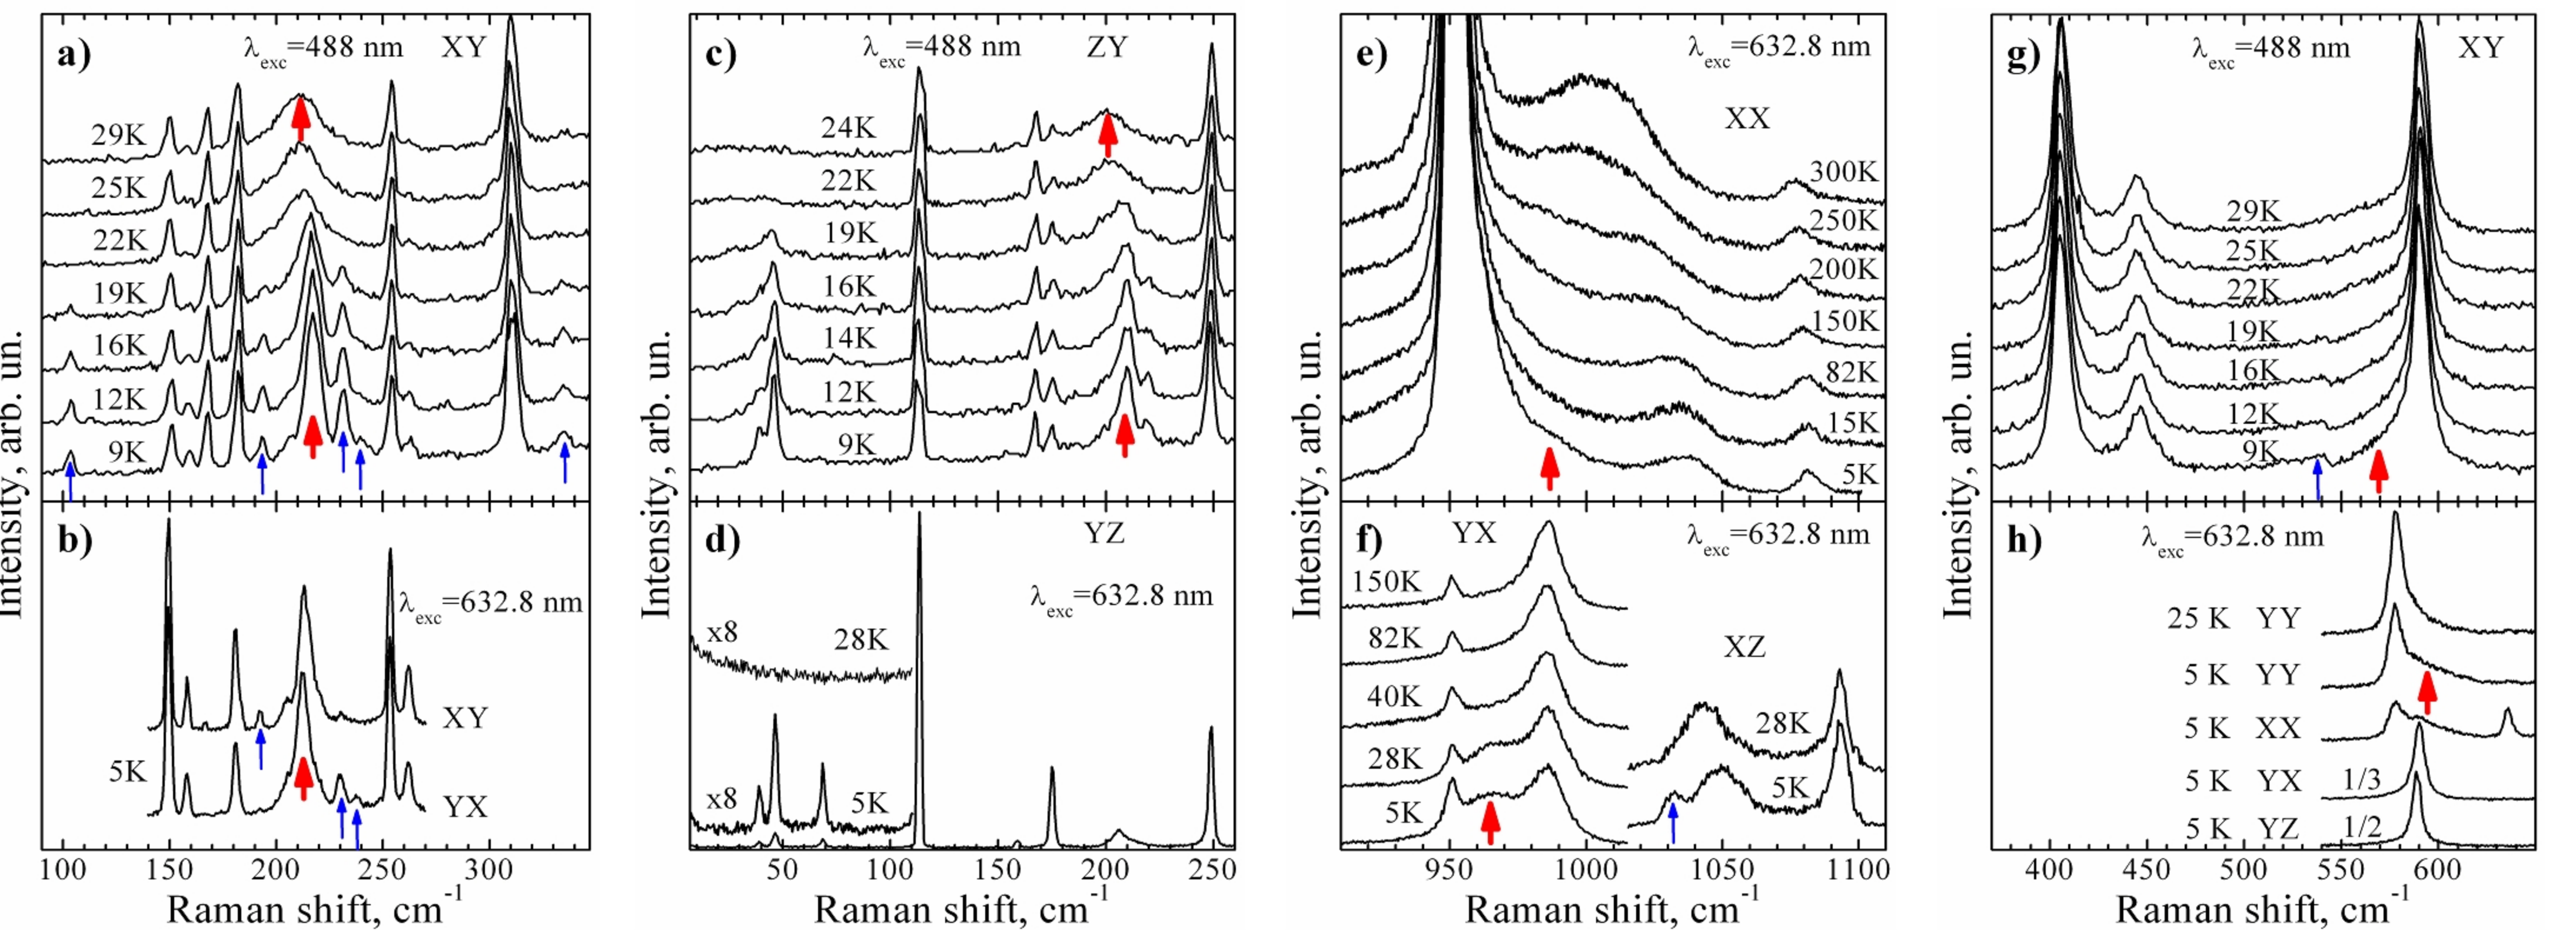 a) λexc=488 nm XY
29K
25K
22K
19K
16K
12K
9K
b)
λexc=632.8 nm
XY
5K
YX
100 150 200 250 300
Raman shift, cm-1
Intensity, arb. un.
Intensity, arb. un.
c) λexc=488 nm ZY
24K
22K
19K
16K
14K
12K
9K
d) YZ
λexc=632.8 nm
x8 28K
x8 5K
50 100 150 200 250
Raman shift, cm-1
Intensity, arb. un.
e) λexc=632.8 nm
XX
300K
250K
200K
150K
82K
15K
5K
f) YX λexc=632.8 nm
150K
82K
XZ
40K
28K
28K
5K
5K
950 1000 1050 1100
Raman shift, cm-1
Intensity, arb. un.
g) λexc=488 nm XY
29K
25K
22K
19K
16K
12K
9K
h) λexc=632.8 nm
25 K YY
5 K YY
5 K XX
5 K YX 1/3
5 K YZ 1/2
400 450 500 550 600
Raman shift, cm-1